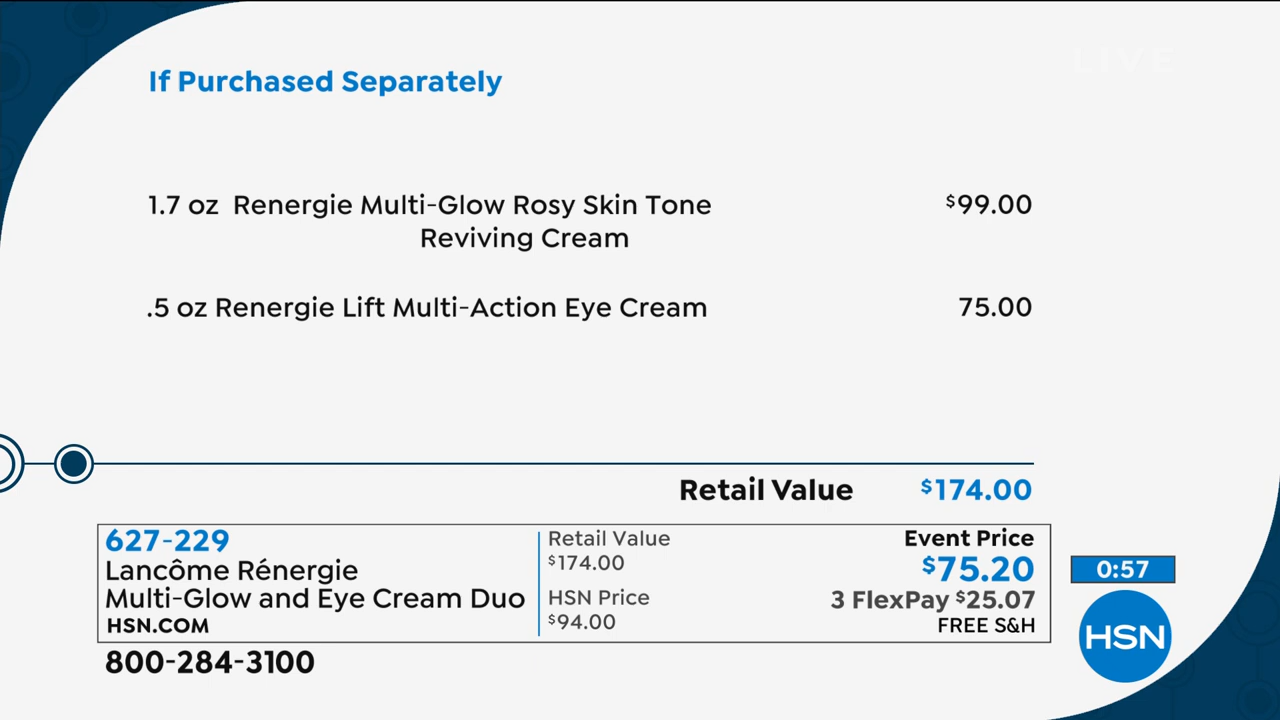 LIVE
If Purchased Separately
1.7 oz Renergie Multi-Glow Rosy Skin Tone $99.00
Reviving Cream
.5 oz Renergie Lift Multi-Action Eye Cream 75.00
Retail Value $174.00
627-229
Lancôme Rénergie
Multi-Glow and Eye Cream Duo
HSN.COM
Retail Value
$174.00
HSN Price
$94.00
Event Price
$75.20
3 FlexPay $25.07
FREE S&H
0:57
HSN
800-284-3100